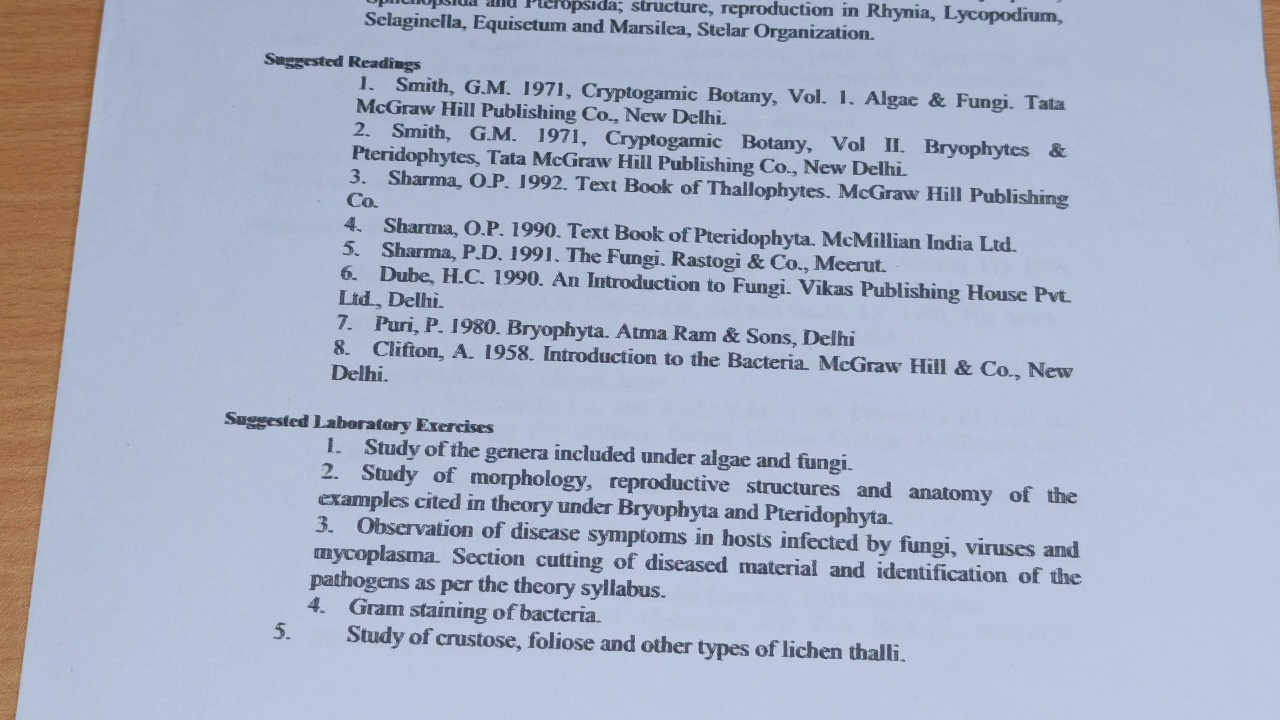 Sphenopsida and Pteropsida; structure, reproduction in Rhynia, Lycopodium,
Selaginella, Equisetum and Marsilea, Stelar Organization.
Suggested Readings
1. Smith, G.M. 1971, Cryptogamic Botany, Vol. 1. Algae & Fungi. Tata
McGraw Hill Publishing Co., New Delhi.
2. Smith, G.M. 1971, Cryptogamic Botany, Vol II. Bryophytes &
Pteridophytes, Tata McGraw Hill Publishing Co., New Delhi.
3. Sharma, O.P. 1992. Text Book of Thallophytes. McGraw Hill Publishing
Co.
4. Sharma, O.P. 1990. Text Book of Pteridophyta. McMillian India Ltd.
5. Sharma, P.D. 1991. The Fungi. Rastogi & Co., Meerut.
6. Dube, H.C. 1990. An Introduction to Fungi. Vikas Publishing House Pvt.
Ltd., Delhi.
7. Puri, P. 1980. Bryophyta. Atma Ram & Sons, Delhi
8. Clifton, A. 1958. Introduction to the Bacteria. McGraw Hill & Co., New
Delhi.
Suggested Laboratory Exercises
1. Study of the genera included under algae and fungi.
2. Study of morphology, reproductive structures and anatomy of the
examples cited in theory under Bryophyta and Pteridophyta.
3. Observation of disease symptoms in hosts infected by fungi, viruses and
mycoplasma. Section cutting of diseased material and identification of the
pathogens as per the theory syllabus.
4. Gram staining of bacteria.
5. Study of crustose, foliose and other types of lichen thalli.